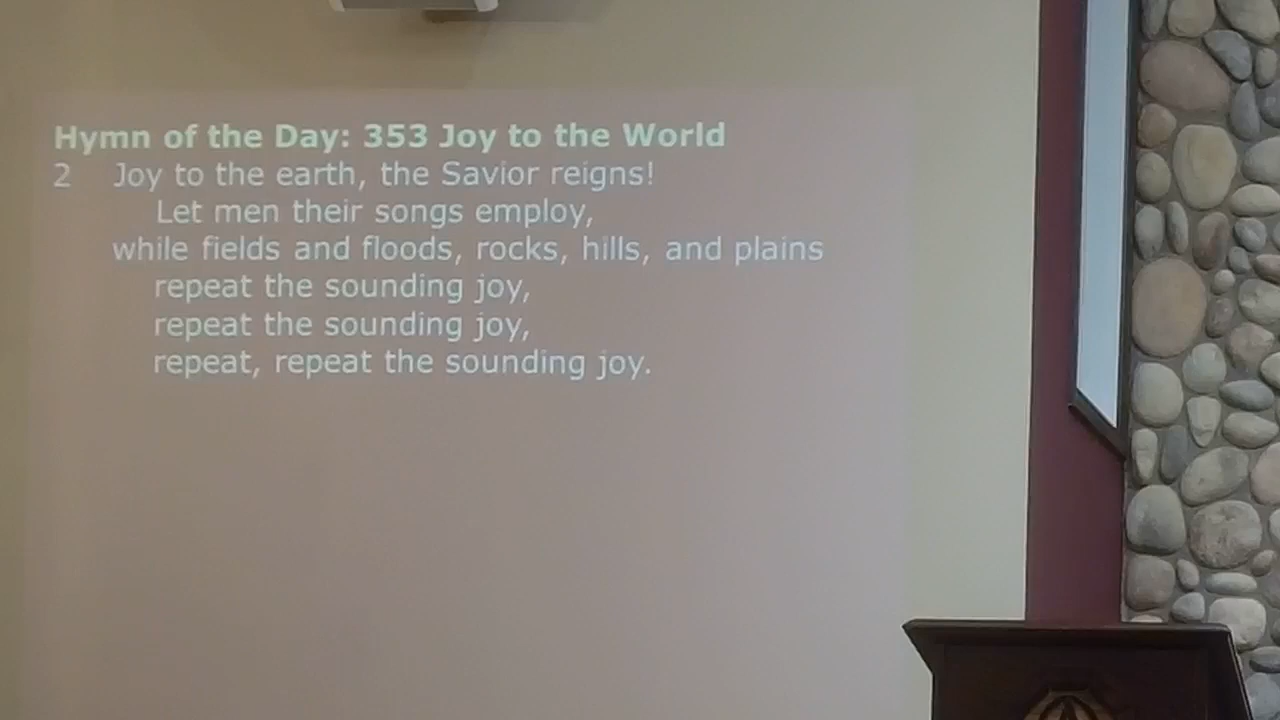 Hymn of the Day: 353 Joy to the World
2 Joy to the earth, the Savior reigns!
Let men their songs employ,
while fields and floods, rocks, hills, and plains
repeat the sounding joy,
repeat the sounding joy,
repeat, repeat the sounding joy.